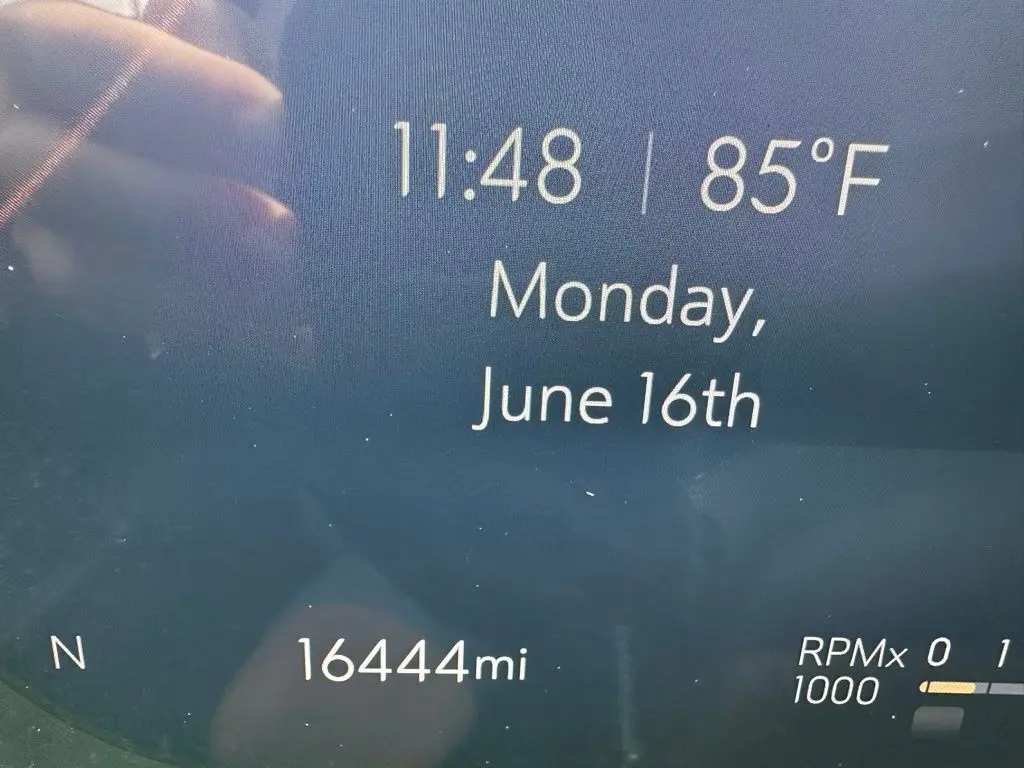 11:48 | 85°F
Monday,
June 16th
N
16444mi
RPMx 0 1
1000